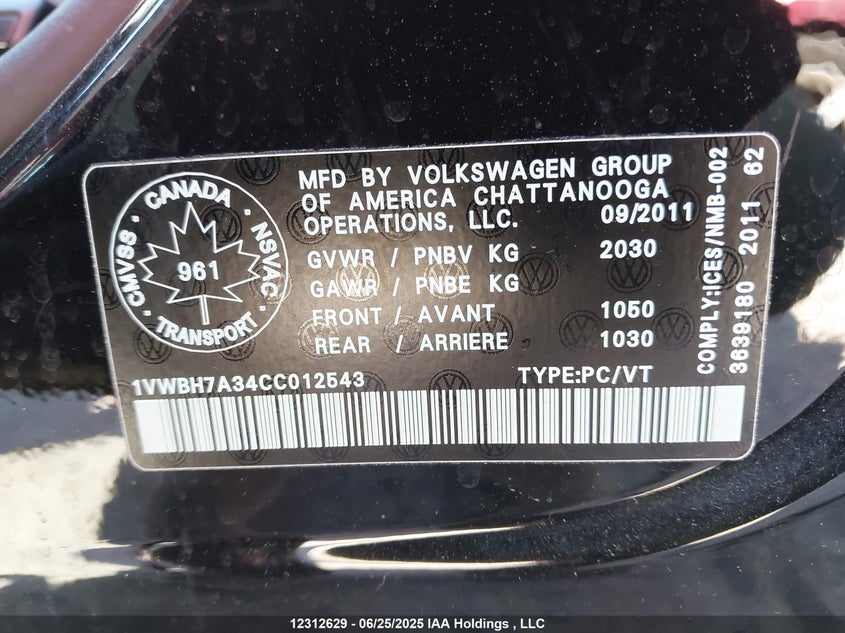 CANADA
CMVSS
NSVAC
961
TRANSPORT
MFD BY VOLKSWAGEN GROUP
OF AMERICA CHATTANOOGA
OPERATIONS, LLC. 09/2011
GVWR / PNBV KG 2030
GAWR / PNBE KG
FRONT / AVANT 1050
REAR / ARRIERE 1030
1VWBH7A34CC012543 TYPE:PC/VT
COMPLY:ICES/NMB-002
3639180 2011 62
12312629 - 06/25/2025 IAA Holdings , LLC